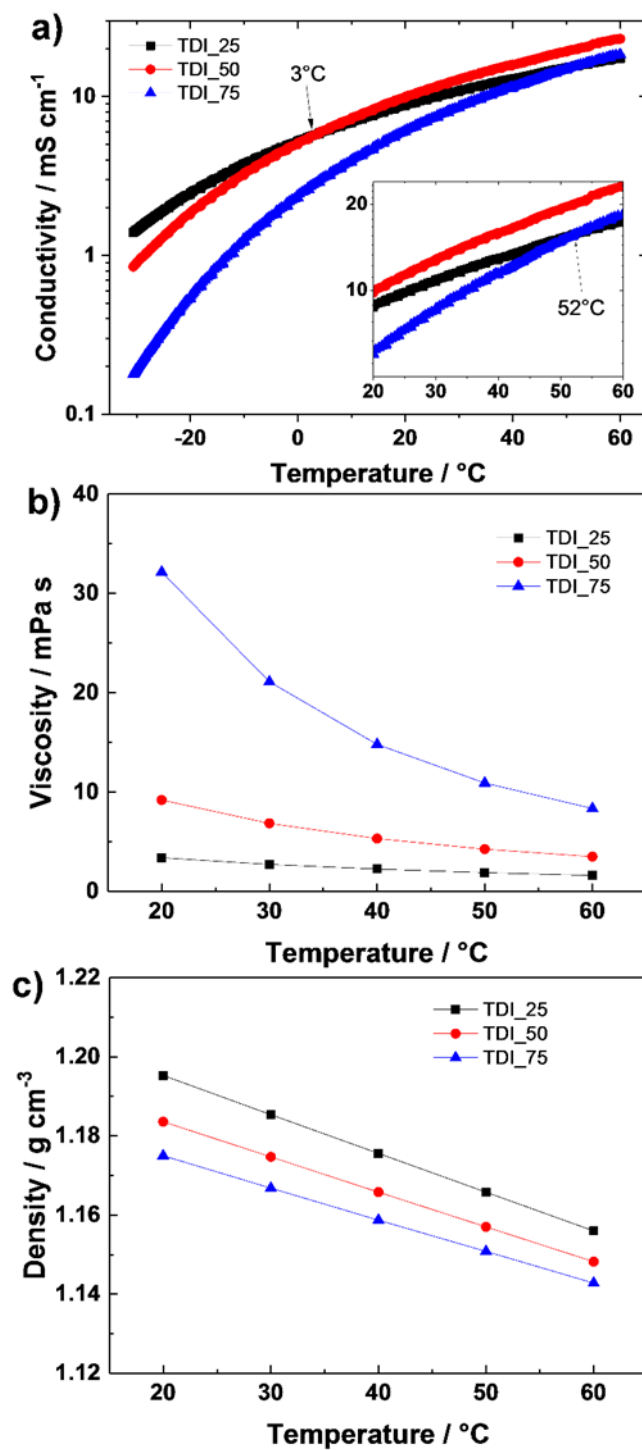 a)
TDI_25
TDI_50
TDI_75
3°C
52°C
20
10
20 30 40 50 60
10
1
0.1
Conductivity / mS cm⁻¹
-20 0 20 40 60
Temperature / °C
b)
TDI_25
TDI_50
TDI_75
40
30
20
10
0
Viscosity / mPa s
20 30 40 50 60
Temperature / °C
c)
TDI_25
TDI_50
TDI_75
1.22
1.20
1.18
1.16
1.14
1.12
Density / g cm⁻³
20 30 40 50 60
Temperature / °C